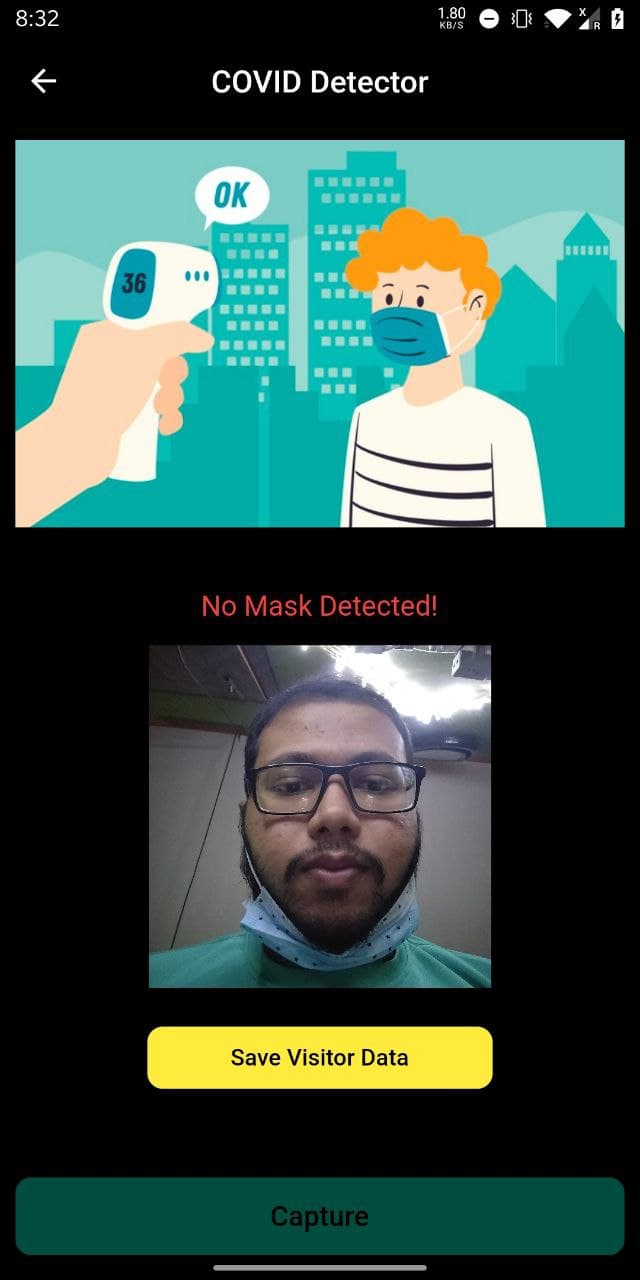 8:32
1.80
KB/S
X
R
COVID Detector
OK
36
No Mask Detected!
Save Visitor Data
Capture